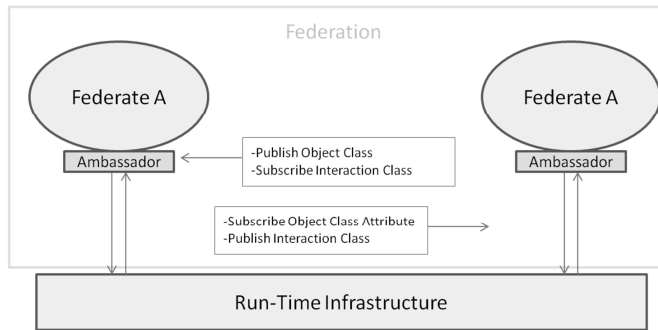 Federation
Federate A
Federate A
Ambassador
Ambassador
-Publish Object Class
-Subscribe Interaction Class
-Subscribe Object Class Attribute
-Publish Interaction Class
Run-Time Infrastructure